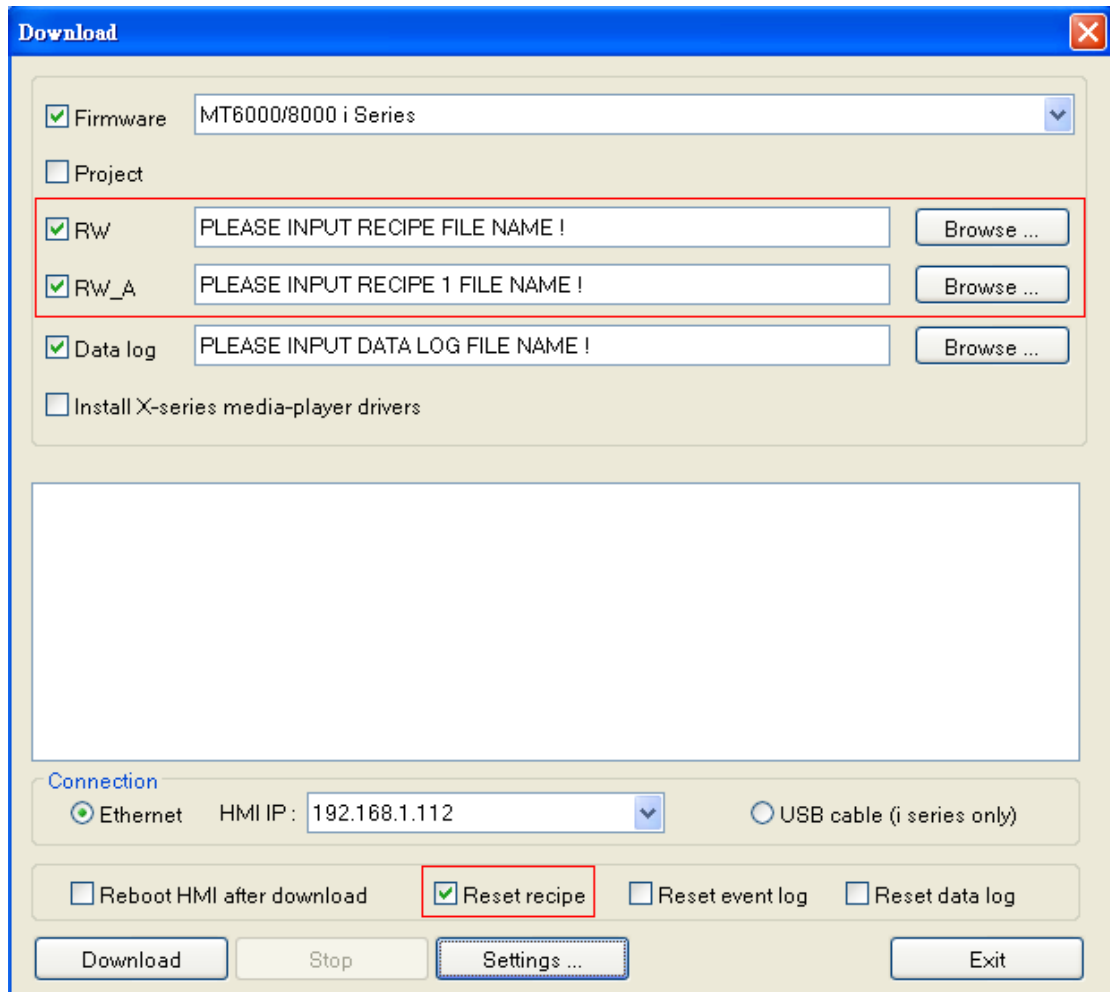 Download
Firmware MT6000/8000 i Series
Project
RW PLEASE INPUT RECIPE FILE NAME ! Browse ...
RW_A PLEASE INPUT RECIPE 1 FILE NAME ! Browse ...
Data log PLEASE INPUT DATA LOG FILE NAME ! Browse ...
Install X-series media-player drivers
Connection
Ethernet HMI IP : 192.168.1.112 USB cable (i series only)
Reboot HMI after download Reset recipe Reset event log Reset data log
Download Stop Settings ... Exit